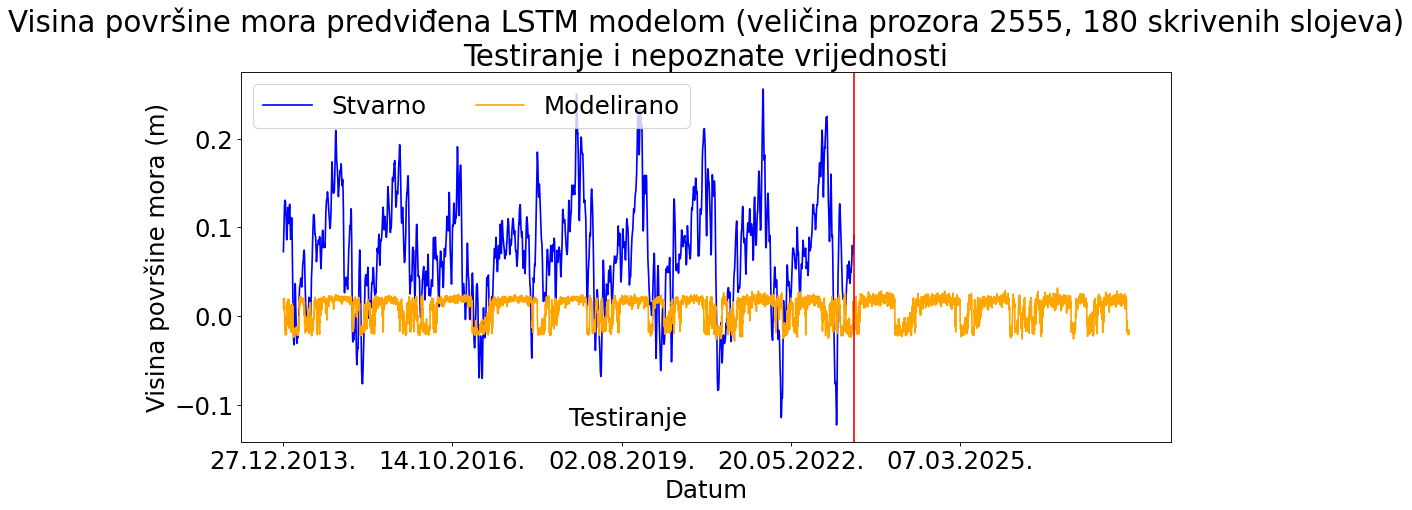 Visina površine mora predviđena LSTM modelom (veličina prozora 2555, 180 skrivenih slojeva)
Testiranje i nepoznate vrijednosti
Stvarno Modelirano
Visina površine mora (m)
0.2
0.1
0.0
−0.1
Testiranje
27.12.2013. 14.10.2016. 02.08.2019. 20.05.2022. 07.03.2025.
Datum